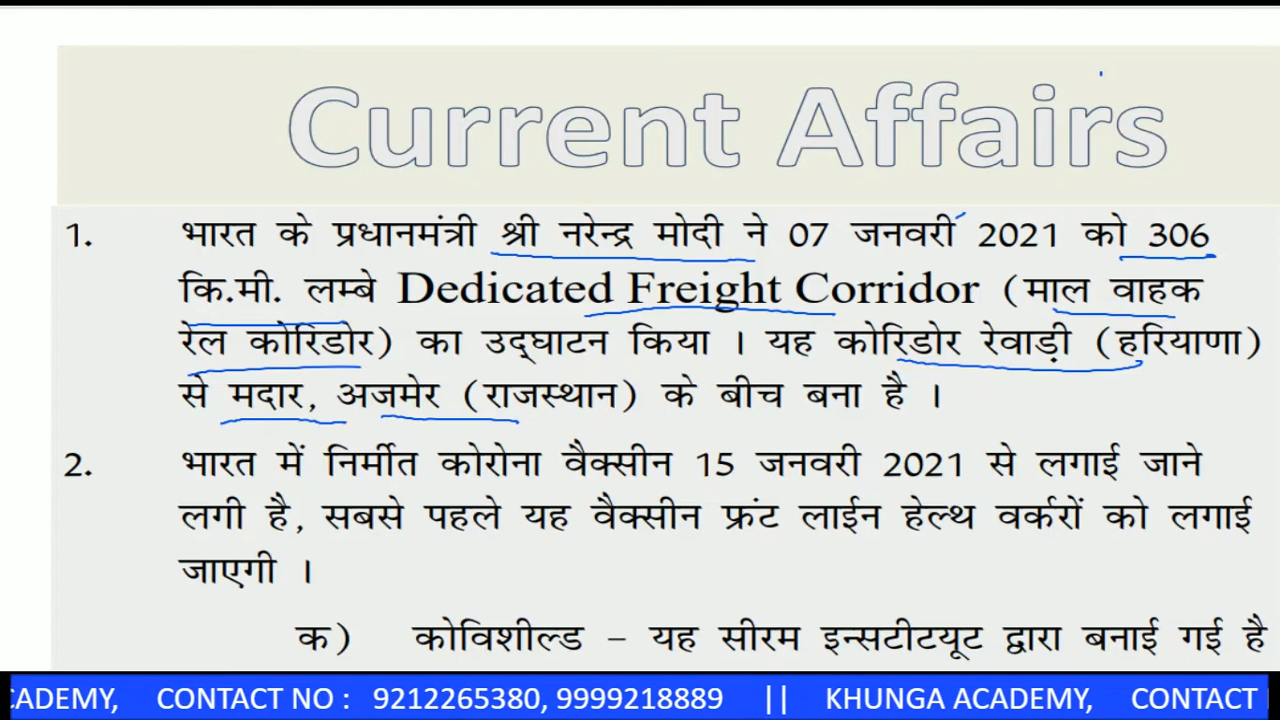 Current Affairs
1. भारत के प्रधानमंत्री श्री नरेन्द्र मोदी ने 07 जनवरी 2021 को 306
कि.मी. लम्बे Dedicated Freight Corridor (माल वाहक
रेल कोरिडोर) का उद्घाटन किया । यह कोरिडोर रेवाड़ी (हरियाणा)
से मदार, अजमेर (राजस्थान) के बीच बना है ।
2. भारत में निर्मीत कोरोना वैक्सीन 15 जनवरी 2021 से लगाई जाने
लगी है, सबसे पहले यह वैक्सीन फ्रंट लाईन हेल्थ वर्करों को लगाई
जाएगी ।
क) कोविशील्ड – यह सीरम इन्सटीटयूट द्वारा बनाई गई है
CADEMY, CONTACT NO : 9212265380, 9999218889 || KHUNGA ACADEMY, CONTACT